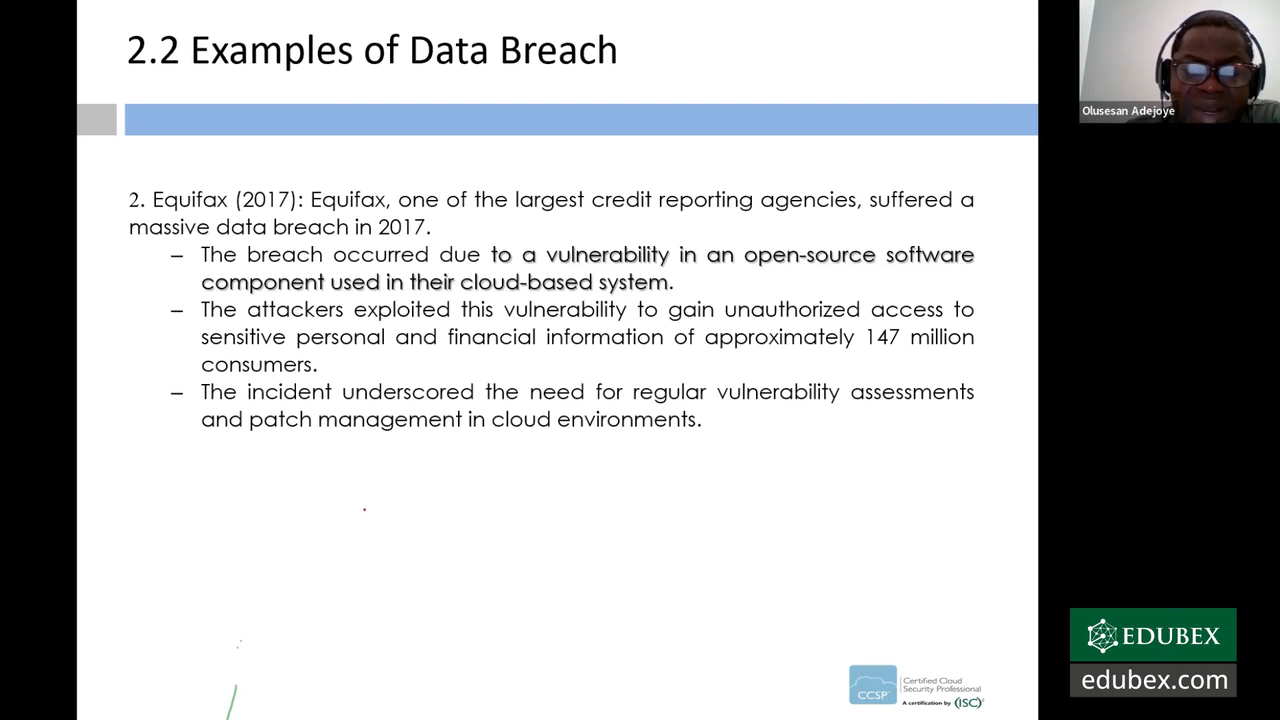 2.2 Examples of Data Breach
2. Equifax (2017): Equifax, one of the largest credit reporting agencies, suffered a
massive data breach in 2017.
– The breach occurred due to a vulnerability in an open-source software
component used in their cloud-based system.
– The attackers exploited this vulnerability to gain unauthorized access to
sensitive personal and financial information of approximately 147 million
consumers.
– The incident underscored the need for regular vulnerability assessments
and patch management in cloud environments.
CCSP
Certified Cloud
Security Professional
A certification by (ISC)²
Olusesan Adejoye
EDUBEX
edubex.com